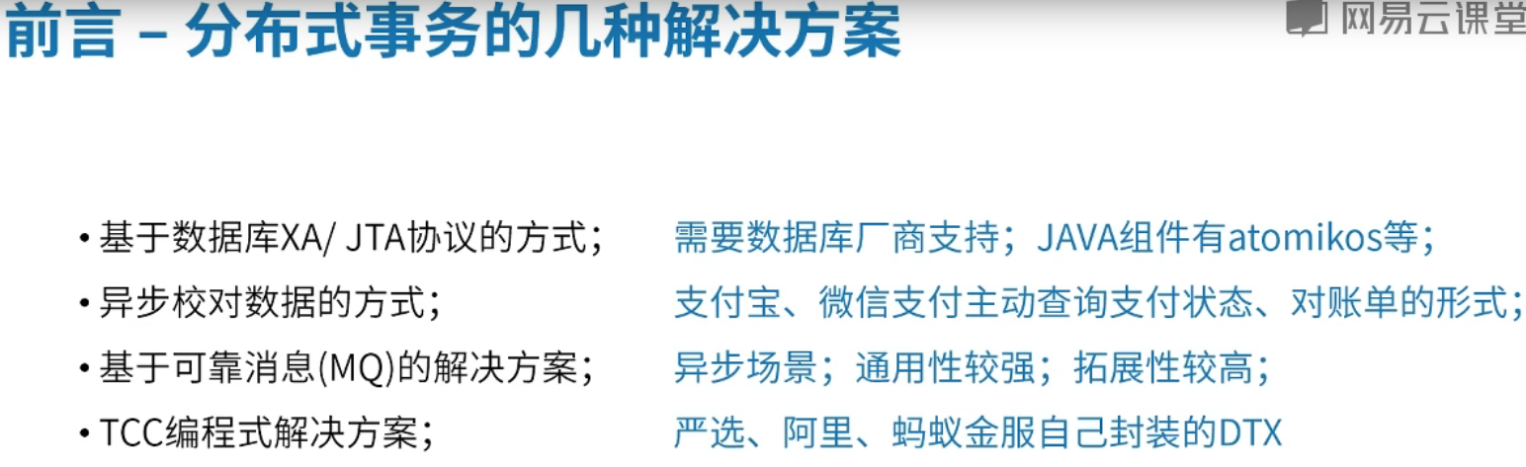 前言 – 分布式事务的几种解决方案
网易云课堂
• 基于数据库XA/ JTA协议的方式； 需要数据库厂商支持；JAVA组件有atomikos等；
• 异步校对数据的方式； 支付宝、微信支付主动查询支付状态、对账单的形式；
• 基于可靠消息(MQ)的解决方案； 异步场景；通用性较强；拓展性较高；
• TCC编程式解决方案； 严选、阿里、蚂蚁金服自己封装的DTX